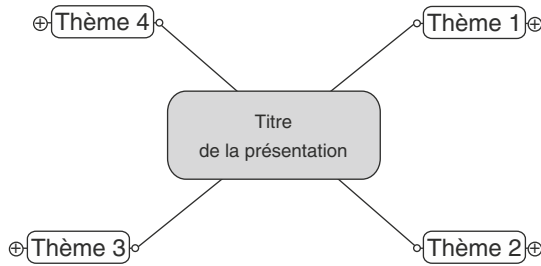 Thème 4
Thème 1
Titre
de la présentation
Thème 3
Thème 2